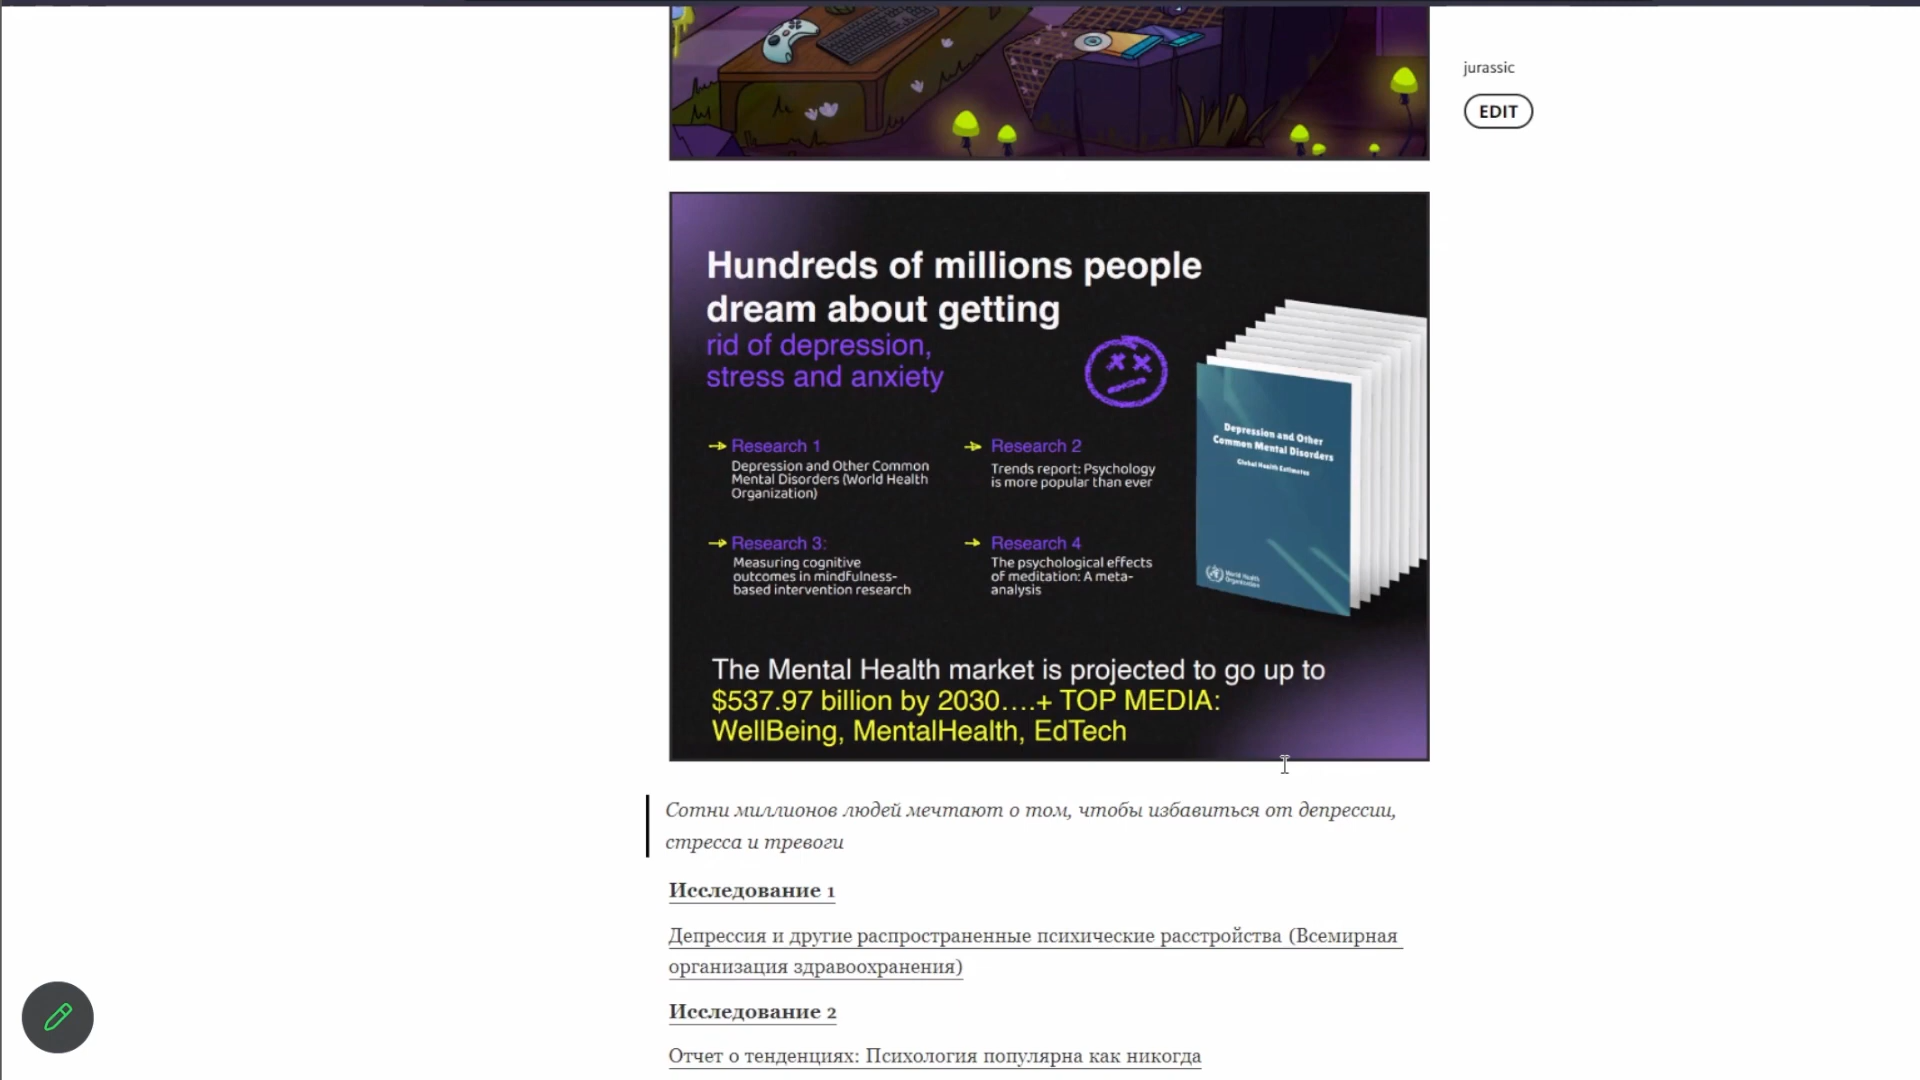 jurassic
EDIT
Hundreds of millions people
dream about getting
rid of depression,
stress and anxiety
Depression and Other
Common Mental Disorders
Global Health Estimates
World Health
Organization
Research 1
Depression and Other Common
Mental Disorders (World Health
Organization)
Research 2
Trends report: Psychology
is more popular than ever
Research 3:
Measuring cognitive
outcomes in mindfulness-
based intervention research
Research 4
The psychological effects
of meditation: A meta-
analysis
The Mental Health market is projected to go up to
$537.97 billion by 2030....+ TOP MEDIA:
WellBeing, MentalHealth, EdTech
Сотни миллионов людей мечтают о том, чтобы избавиться от депрессии,
стресса и тревоги
Исследование 1
Депрессия и другие распространенные психические расстройства (Всемирная
организация здравоохранения)
Исследование 2
Отчет о тенденциях: Психология популярна как никогда